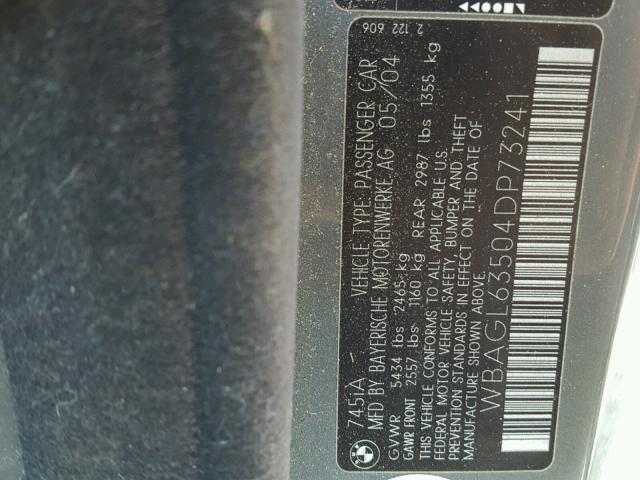 2 122 606
745iA VEHICLE TYPE: PASSENGER CAR
MFD BY BAYERISCHE MOTORENWERKE AG 05/04
GVWR 5434 lbs 2465 kg
GAWR FRONT 2557 lbs 1160 kg REAR 2987 lbs 1355 kg
THIS VEHICLE CONFORMS TO ALL APPLICABLE U.S.
FEDERAL MOTOR VEHICLE SAFETY, BUMPER AND THEFT
PREVENTION STANDARDS IN EFFECT ON THE DATE OF
MANUFACTURE SHOWN ABOVE.
WBAGL63504DP73241